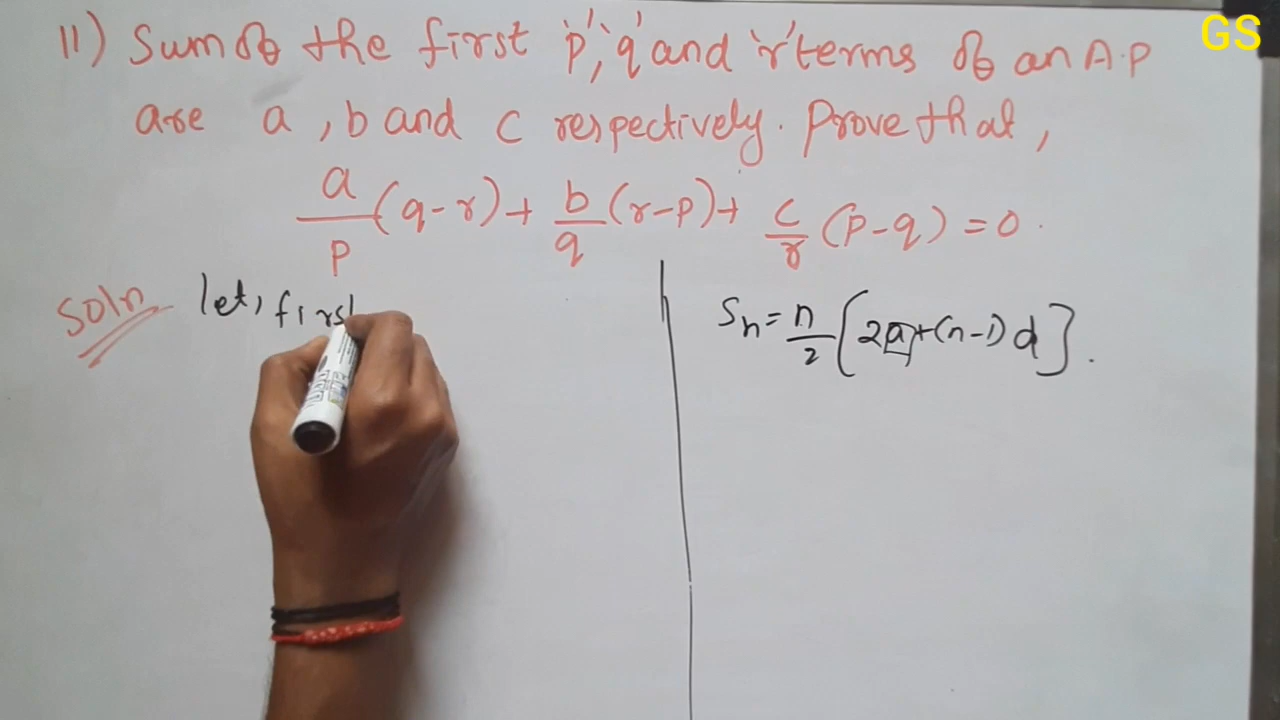 GS
11) Sum of the first 'p', 'q' and 'r' terms of an A.P
are a, b and c respectively. Prove that,
a/p (q-r) + b/q (r-p) + c/r (p-q) = 0.
Soln let, first
Sn = n/2 [2a+(n-1)d].